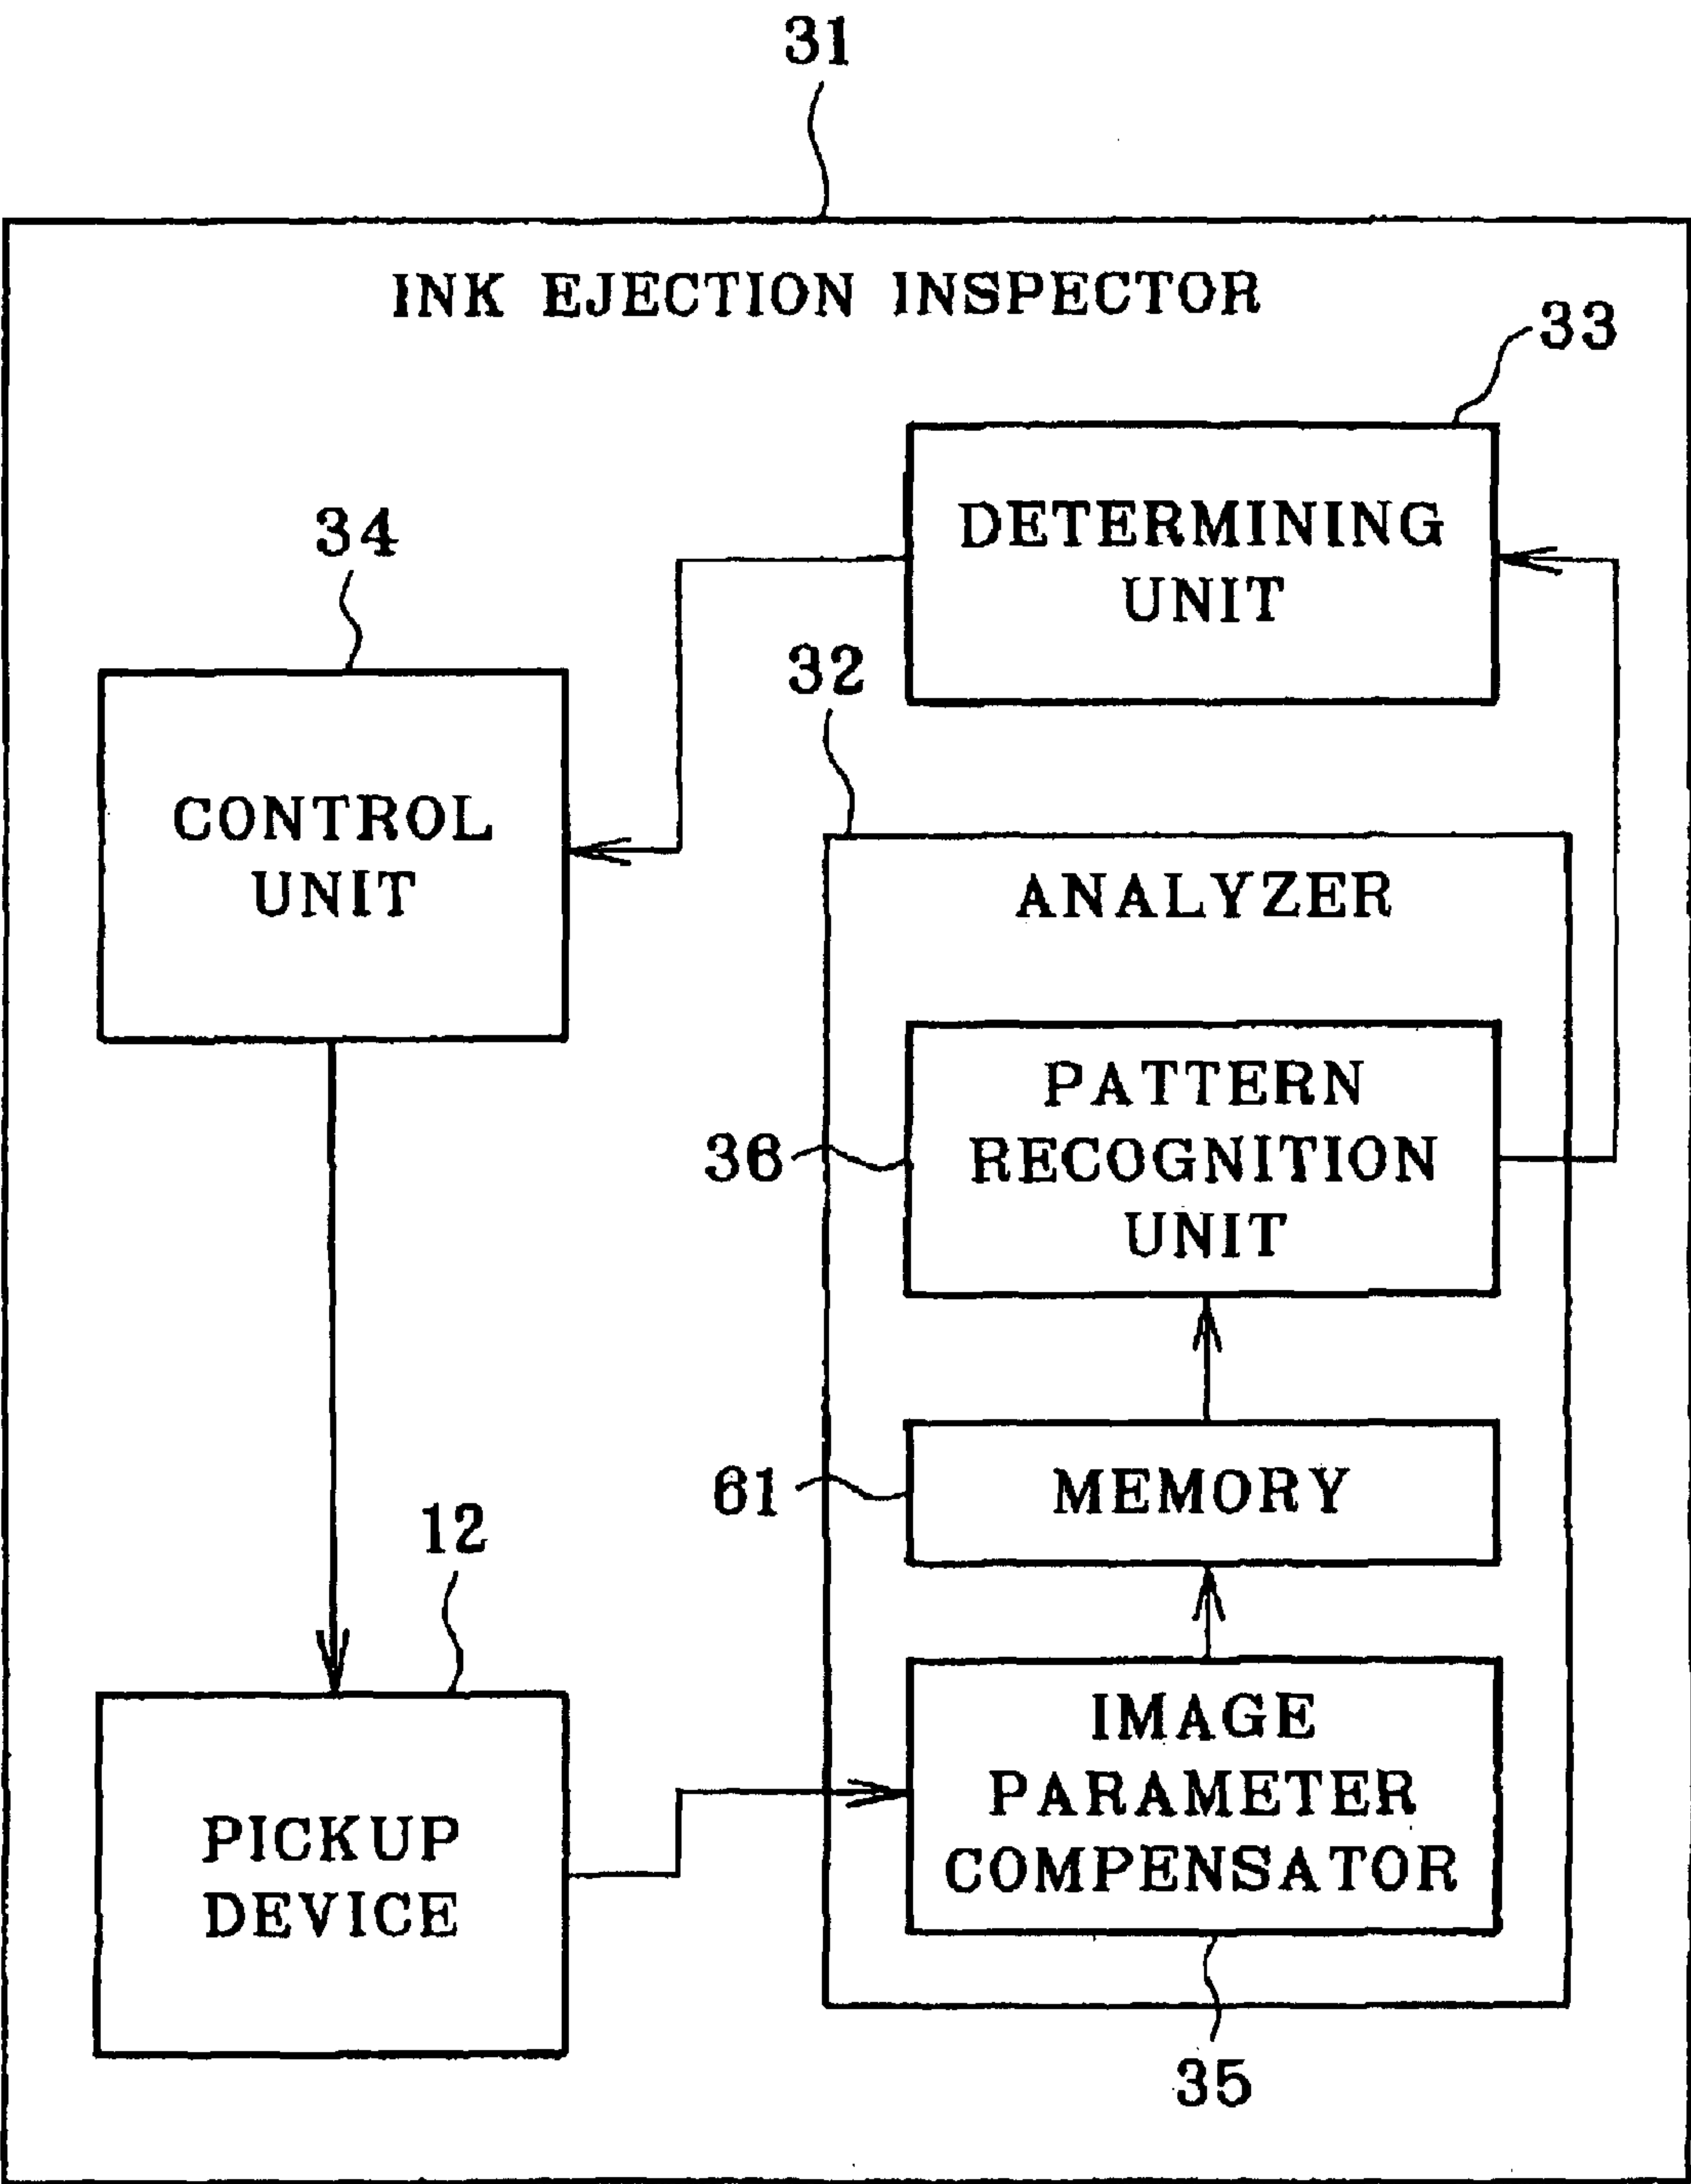 31
INK EJECTION INSPECTOR
33
DETERMINING
UNIT
34
CONTROL
UNIT
32
ANALYZER
PATTERN
RECOGNITION
UNIT
36
MEMORY
61
12
PICKUP
DEVICE
IMAGE
PARAMETER
COMPENSATOR
35